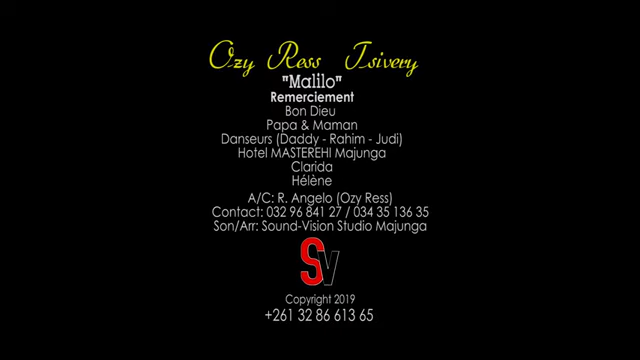 Ozy Ress Tsivery
"Malilo"
Remerciement
Bon Dieu
Papa & Maman
Danseurs (Daddy - Rahim - Judi)
Hotel MASTEREHI Majunga
Clarida
Hélène
A/C: R. Angelo (Ozy Ress)
Contact: 032 96 841 27 / 034 35 136 35
Son/Arr: Sound-Vision Studio Majunga
SV
Copyright 2019
+261 32 86 613 65